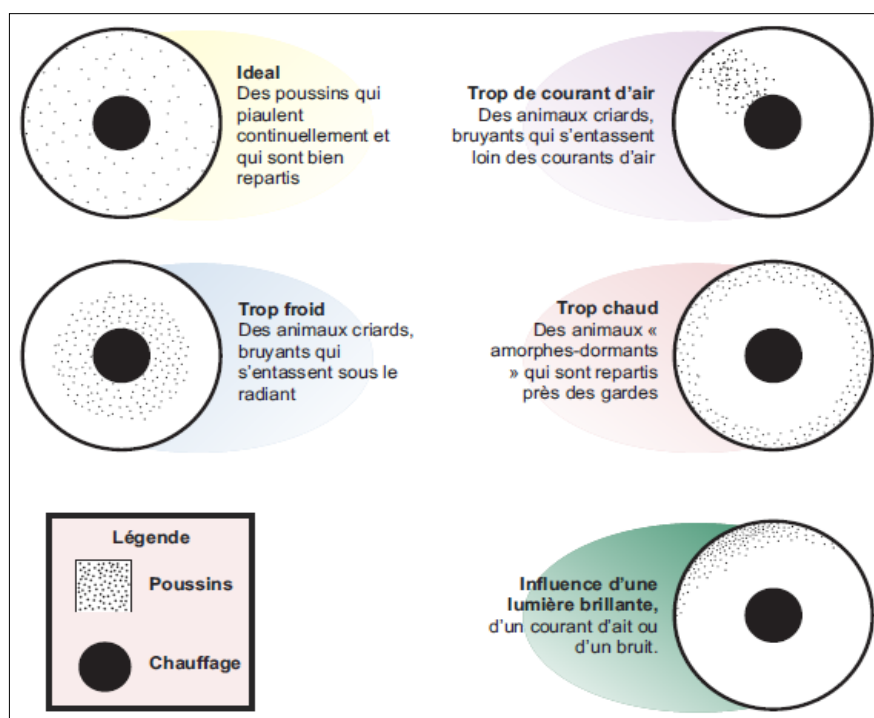 Ideal
Des poussins qui
piaulent
continuellement et
qui sont bien
repartis
Trop de courant d'air
Des animaux criards,
bruyants qui s'entassent
loin des courants d'air
Trop froid
Des animaux criards,
bruyants qui
s'entassent sous le
radiant
Trop chaud
Des animaux «
amorphes-dormants
» qui sont repartis
près des gardes
Légende
Poussins
Chauffage
Influence d'une
lumière brillante,
d'un courant d'ait ou
d'un bruit.